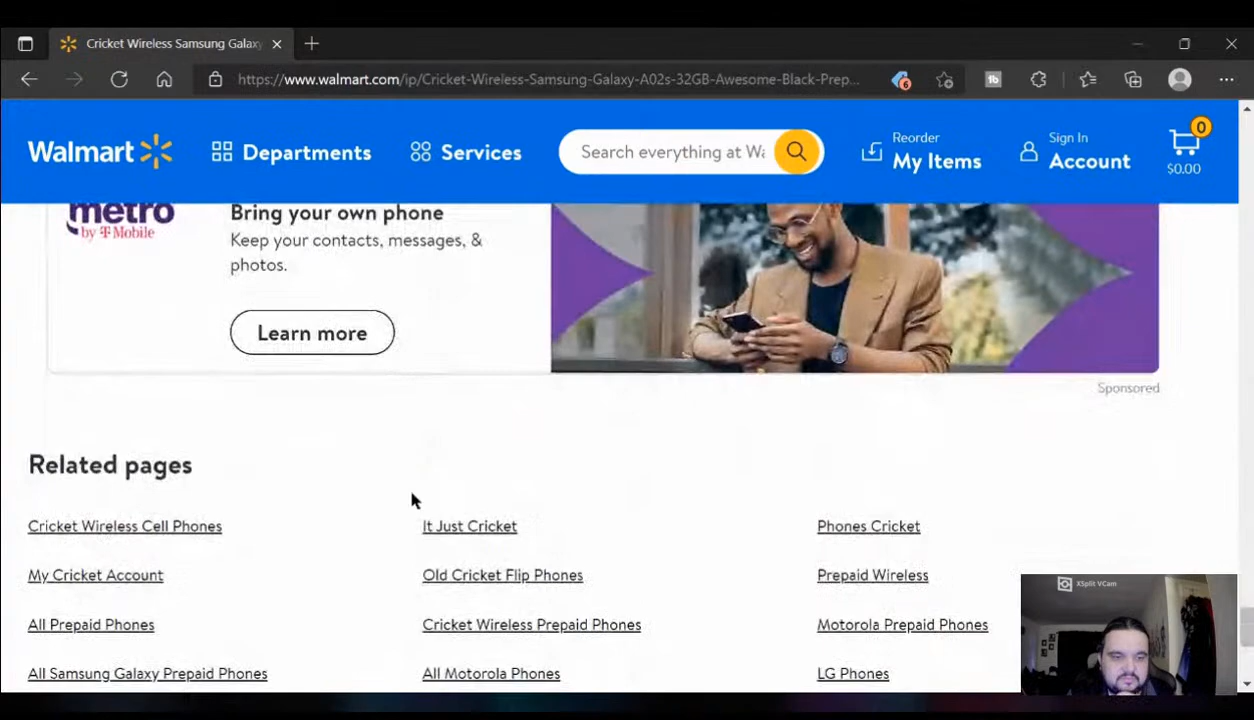 Cricket Wireless Samsung Galaxy
https://www.walmart.com/ip/Cricket-Wireless-Samsung-Galaxy-A02s-32GB-Awesome-Black-Prep...
6
Walmart
Departments
Services
Search everything at Wa
Reorder
My Items
Sign In
Account
0
$0.00
metro
by T Mobile
Bring your own phone
Keep your contacts, messages, &
photos.
Learn more
Sponsored
Related pages
Cricket Wireless Cell Phones
It Just Cricket
Phones Cricket
My Cricket Account
Old Cricket Flip Phones
Prepaid Wireless
XSplit VCam
All Prepaid Phones
Cricket Wireless Prepaid Phones
Motorola Prepaid Phones
All Samsung Galaxy Prepaid Phones
All Motorola Phones
LG Phones